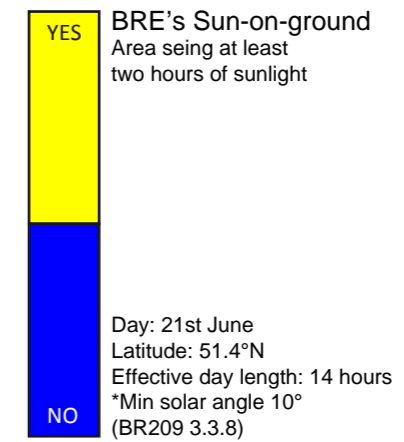 YES
BRE's Sun-on-ground
Area seing at least
two hours of sunlight
Day: 21st June
Latitude: 51.4°N
Effective day length: 14 hours
*Min solar angle 10°
(BR209 3.3.8)
NO